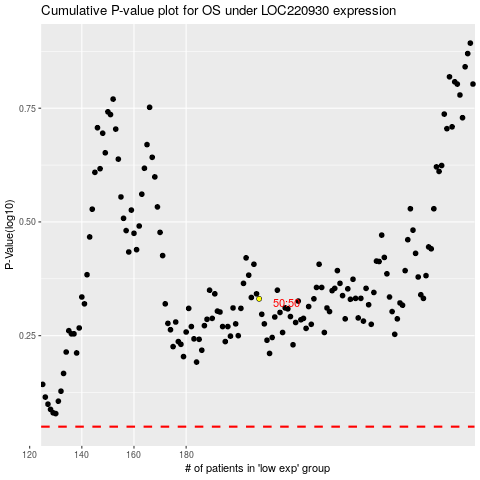 Cumulative P-value plot for OS under LOC220930 expression
P-Value(log10)
0.75
0.50
0.25
50:50
120 140 160 180
# of patients in 'low exp' group